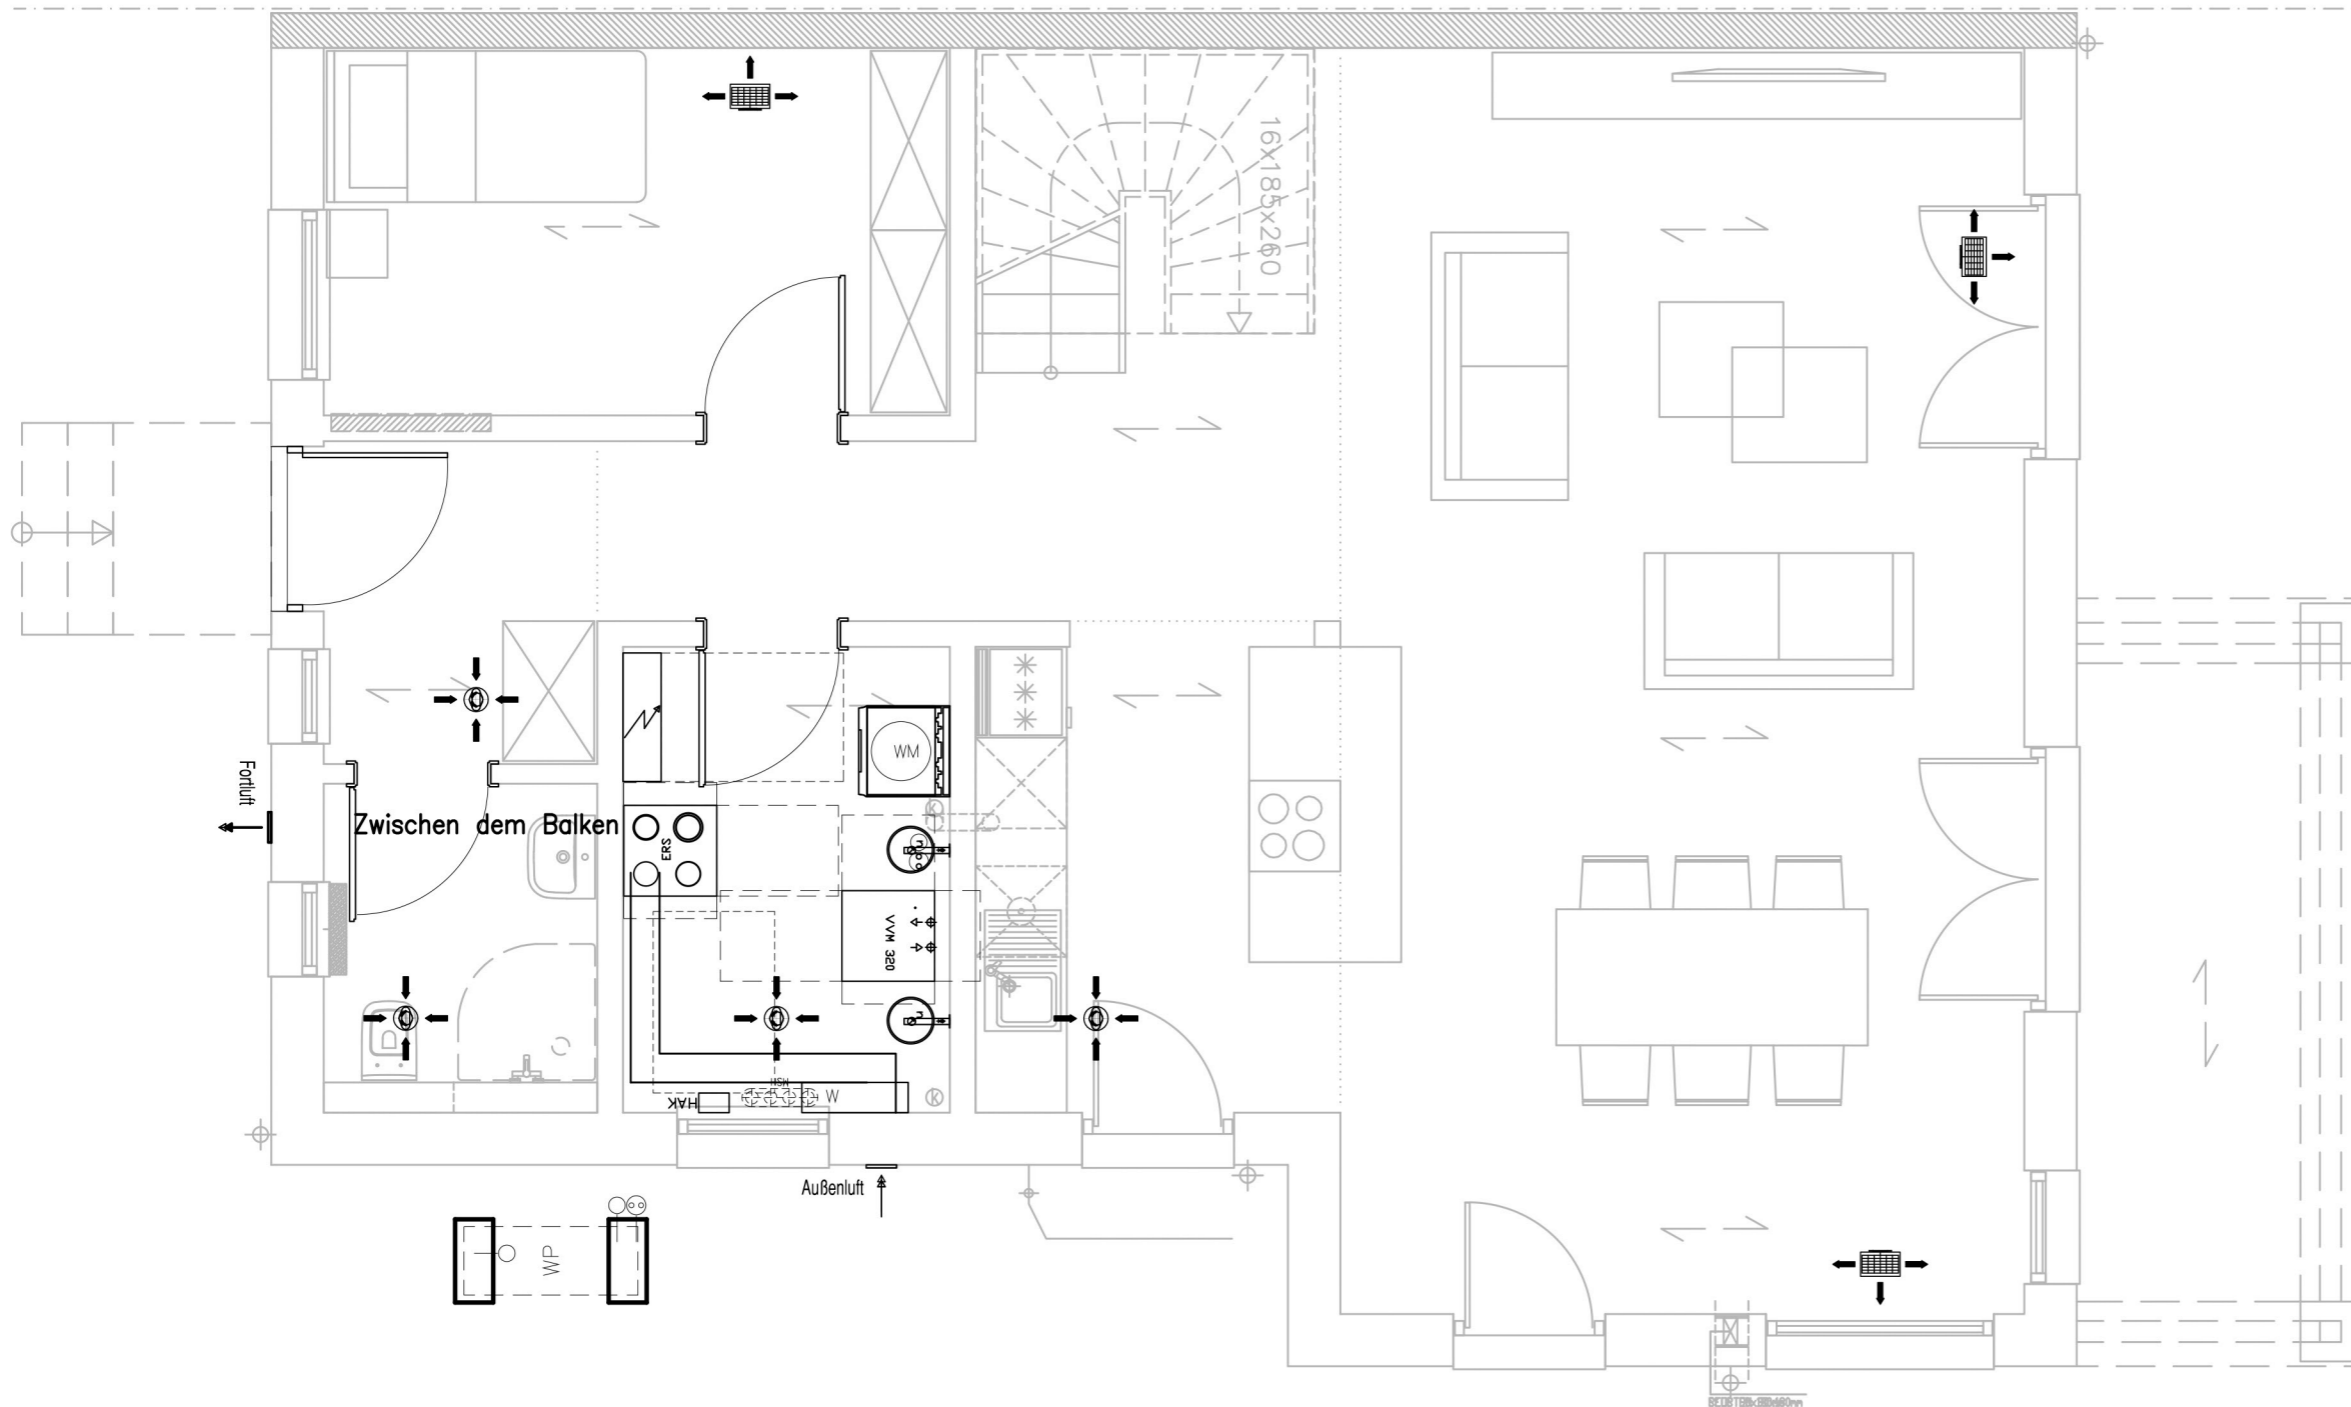 16x185x260
Fortluft
Zwischen dem Balken
WM
K
ERS
VVM 320
HAK
W
K
Außenluft
WP